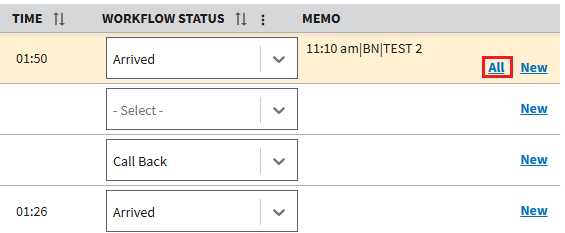 TIME WORKFLOW STATUS MEMO
01:50 Arrived 11:10 am|BN|TEST 2
All New
- Select - New
Call Back New
01:26 Arrived New